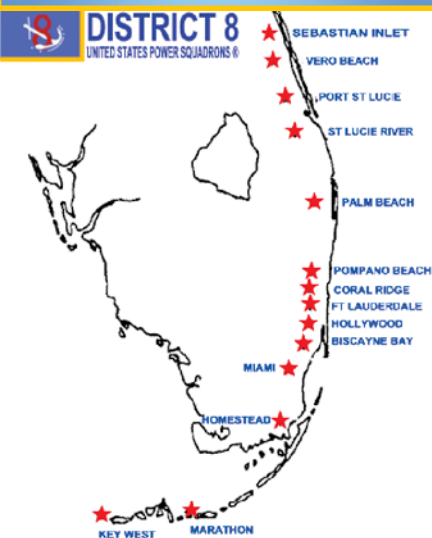 8
DISTRICT 8
UNITED STATES POWER SQUADRONS ®
SEBASTIAN INLET
VERO BEACH
PORT ST LUCIE
ST LUCIE RIVER
PALM BEACH
POMPANO BEACH
CORAL RIDGE
FT LAUDERDALE
HOLLYWOOD
BISCAYNE BAY
MIAMI
HOMESTEAD
MARATHON
KEY WEST